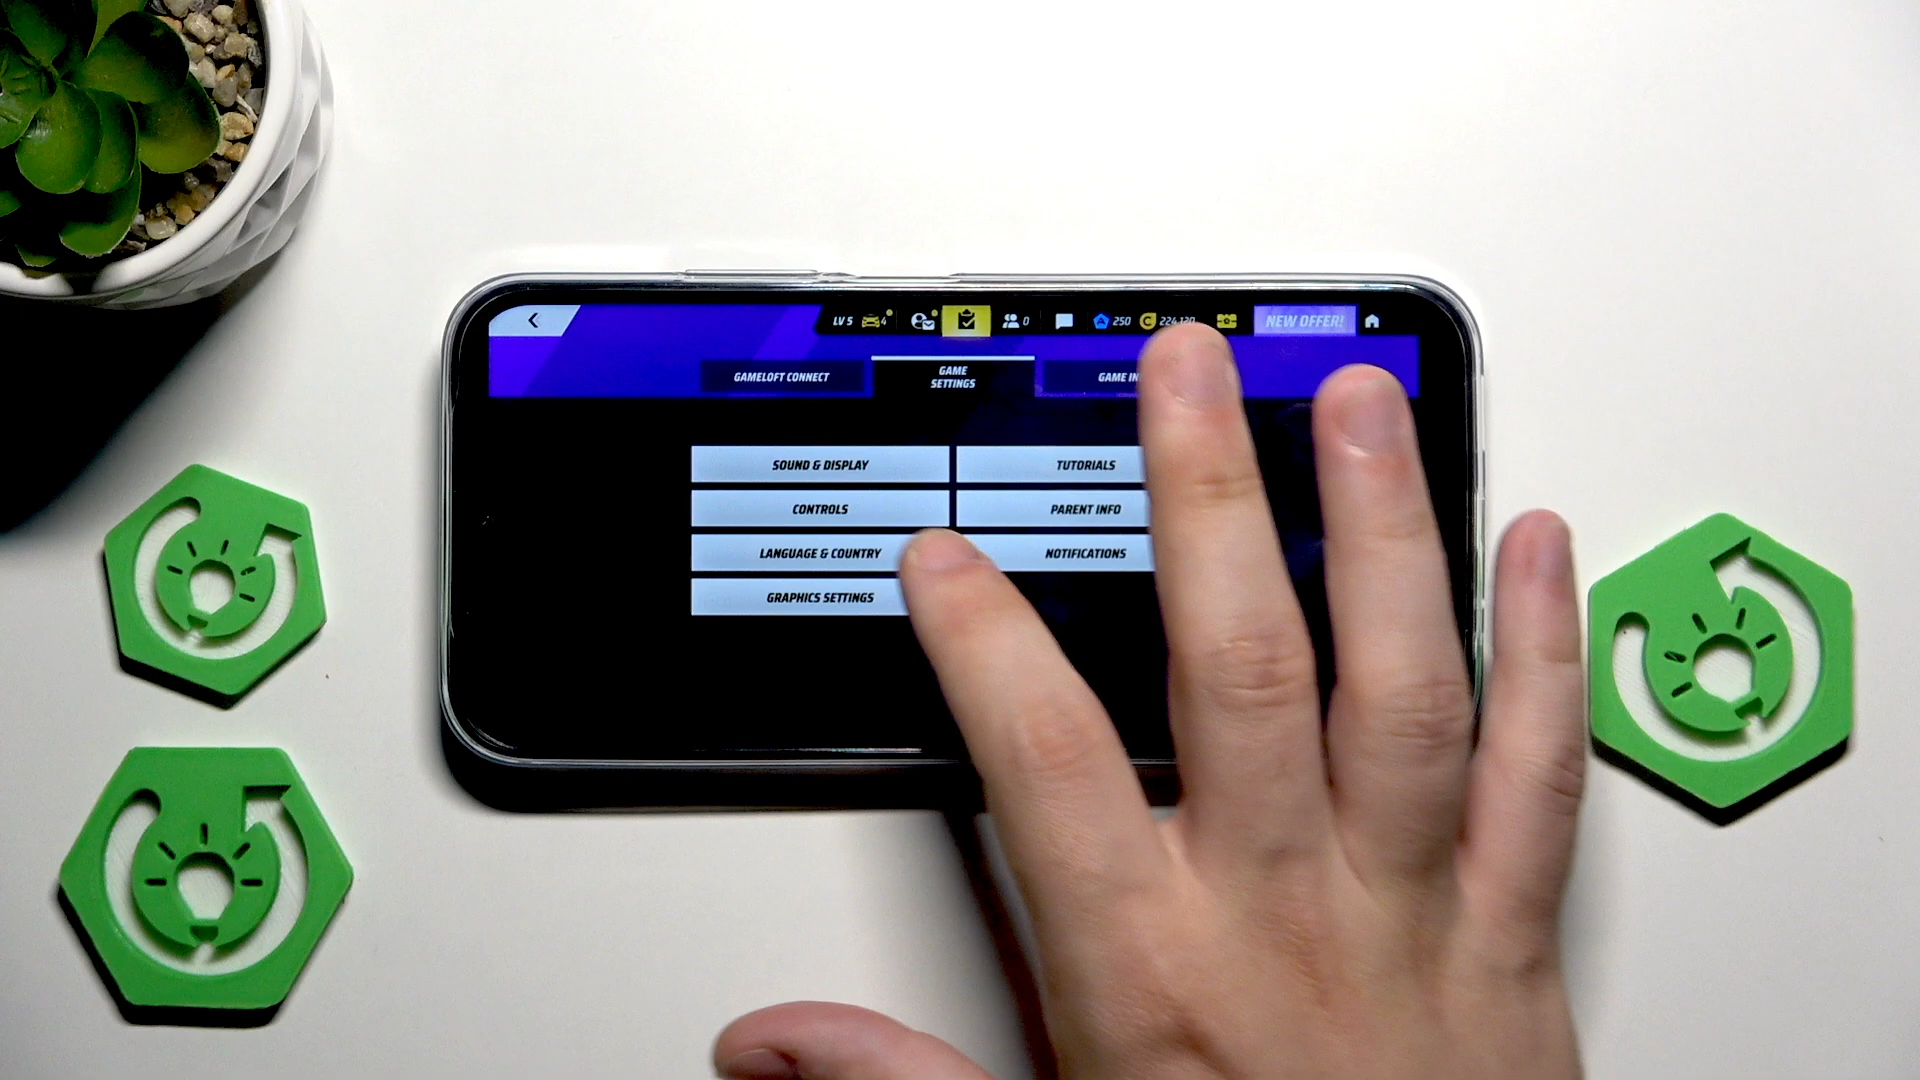 LV 5 4 0 250 NEW OFFER!
GAMELOFT CONNECT
GAME
SETTINGS
GAME
SOUND & DISPLAY
TUTORIALS
CONTROLS
PARENT INFO
LANGUAGE & COUNTRY
NOTIFICATIONS
GRAPHICS SETTINGS